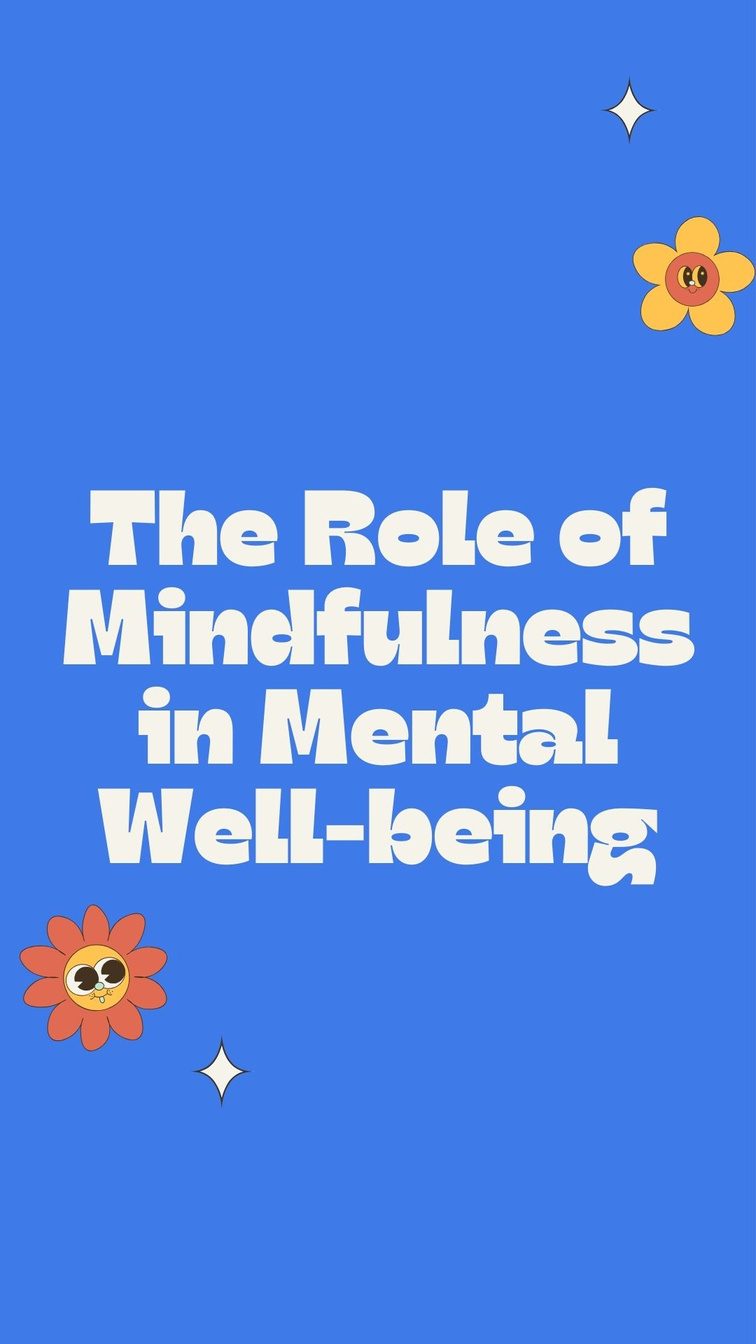 The Role of
Mindfulness
in Mental
Well-being